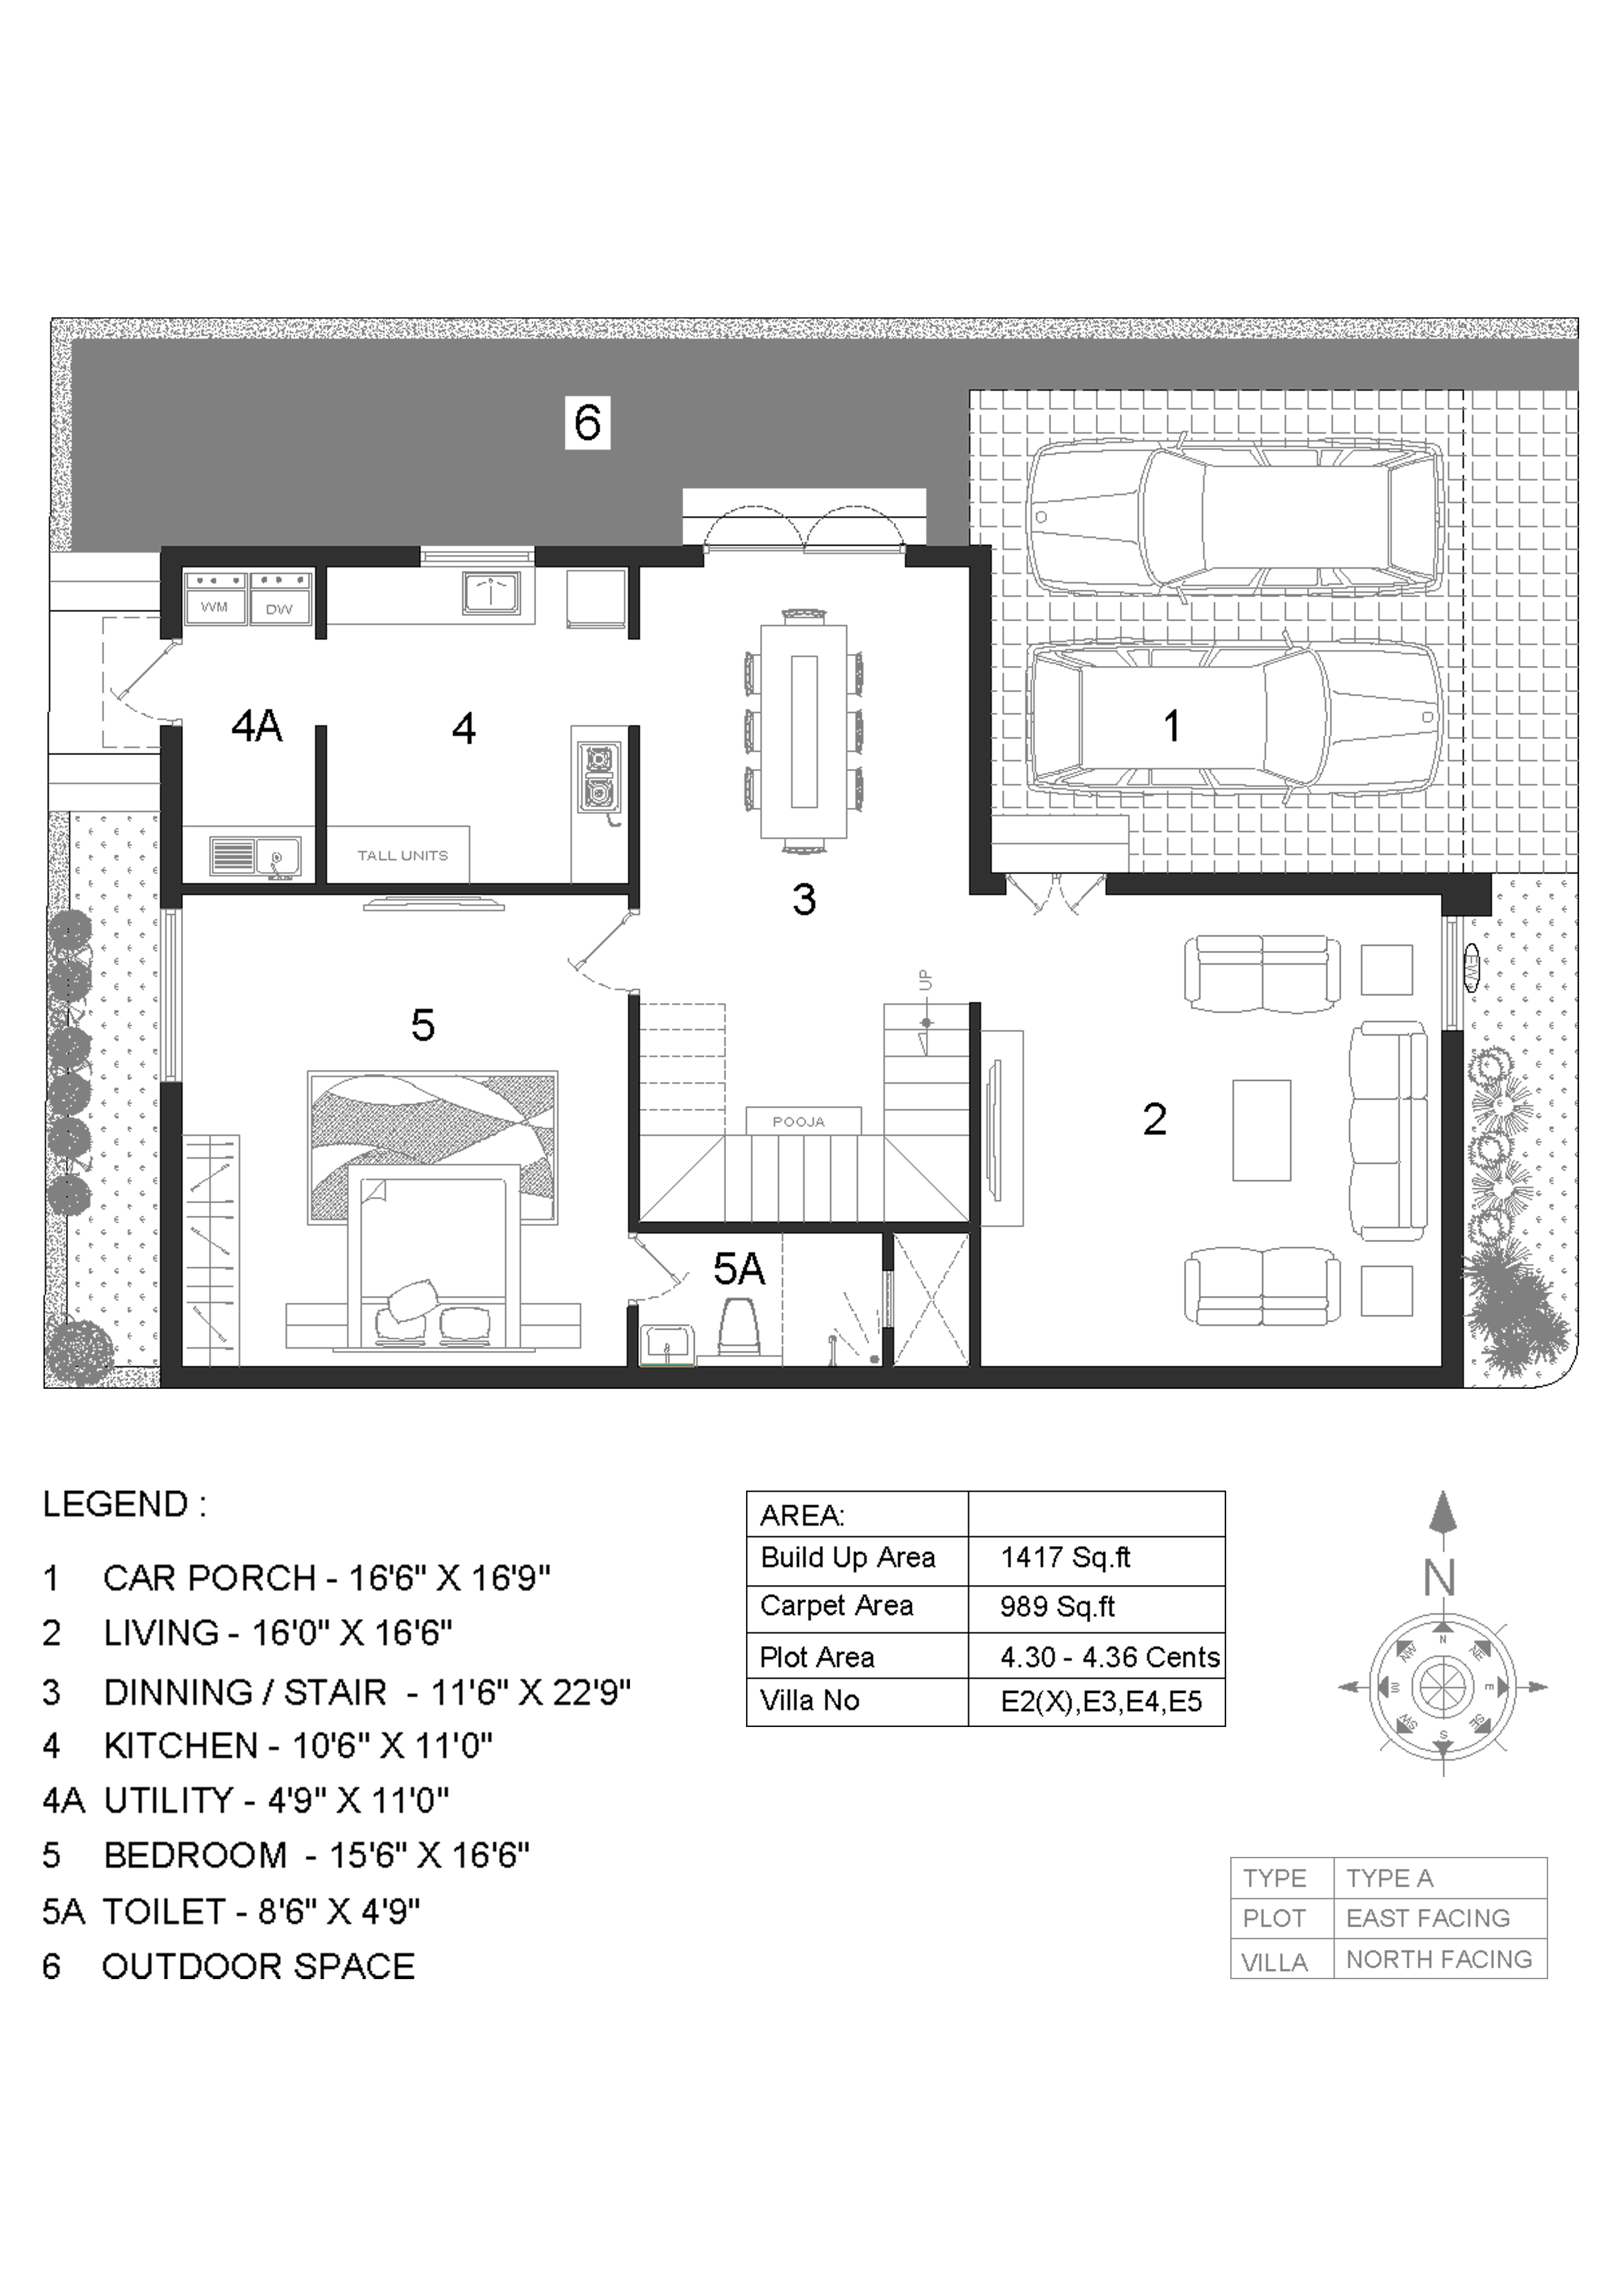 6
WM
DW
4A
4
1
TALL UNITS
3
UP
EW
5
POOJA
2
5A
LEGEND :
1 CAR PORCH - 16'6" X 16'9"
2 LIVING - 16'0" X 16'6"
3 DINNING / STAIR - 11'6" X 22'9"
4 KITCHEN - 10'6" X 11'0"
4A UTILITY - 4'9" X 11'0"
5 BEDROOM - 15'6" X 16'6"
5A TOILET - 8'6" X 4'9"
6 OUTDOOR SPACE
AREA:
Build Up Area 1417 Sq.ft
Carpet Area 989 Sq.ft
Plot Area 4.30 - 4.36 Cents
Villa No E2(X),E3,E4,E5
N
N
NW
NE
E
SW
SE
S
TYPE TYPE A
PLOT EAST FACING
VILLA NORTH FACING